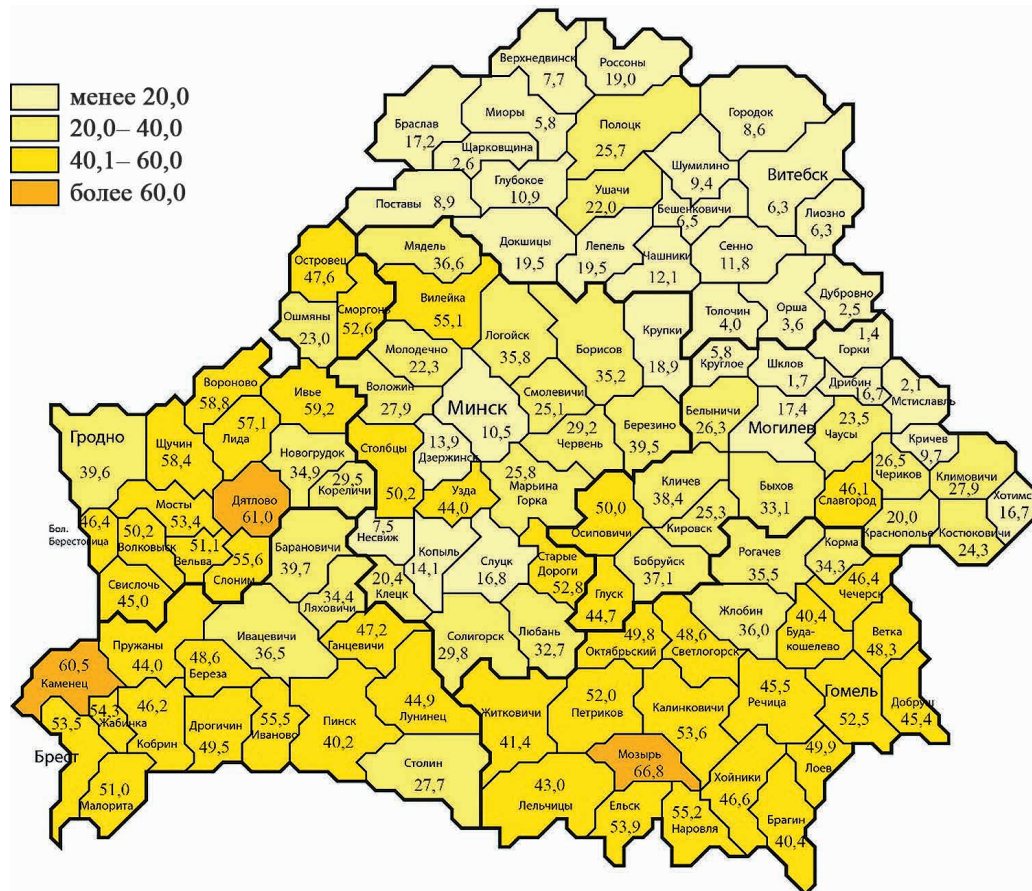 менее 20,0
20,0– 40,0
40,1– 60,0
более 60,0
Верхнедвинск
7,7
Россоны
19,0
Браслав
17,2
Миоры
5,8
Полоцк
25,7
Городок
8,6
Шарковщина
2,6
Глубокое
10,9
Шумилино
9,4
Витебск
6,3
Поставы 8,9
Ушачи
22,0
Бешенковичи
6,5
Лиозно
6,3
Докшицы
19,5
Лепель
19,5
Чашники
12,1
Сенно
11,8
Мядель
36,6
Островец
47,6
Сморгонь
52,6
Ошмяны
23,0
Вилейка
55,1
Толочин
4,0
Орша
3,6
Дубровно
2,5
Логойск
35,8
Борисов
35,2
Крупки
18,9
Молодечно
22,3
5,8
Круглое
Шклов
1,7
1,4
Горки
Дрибин
16,7
2,1
Мстиславль
Вороново
58,8
Ивье
59,2
Воложин
27,9
Минск
10,5
Смолевичи
25,1
29,2
Червень
Березино
39,5
Белыничи
26,3
17,4
Могилев
23,5
Чаусы
Кричев
9,7
Гродно
39,6
Щучин
58,4
57,1
Лида
Новогрудок
34,9
29,5
Кореличи
Столбцы
50,2
13,9
Дзержинск
25,8
Марьина
Горка
Дятлово
61,0
Узда
44,0
50,0
Осиповичи
Кличев
38,4
25,3
Кировск
Быхов
33,1
46,1
Славгород
26,5
Чериков
Климовичи
27,9
Хотимск
16,7
20,0
Краснополье
Костюковичи
24,3
Бол.
Берестовица
46,4
Мосты
53,4
50,2
Волковыск
51,1
Зельва
55,6
Слоним
Свислочь
45,0
Барановичи
39,7
34,4
Ляховичи
7,5
Несвиж
20,4
Клецк
Копыль
14,1
Слуцк
16,8
Старые
Дороги
52,8
Глуск
44,7
Бобруйск
37,1
Рогачев
35,5
Корма
34,3
46,4
Чечерск
Пружаны
44,0
Ивацевичи
36,5
47,2
Ганцевичи
Солигорск
29,8
Любань
32,7
49,8
Октябрьский
48,6
Светлогорск
Жлобин
36,0
40,4
Буда-
кошелево
Ветка
48,3
60,5
Каменец
48,6
Береза
54,3
Жабинка
46,2
Кобрин
Дрогичин
49,5
55,5
Иваново
Пинск
40,2
44,9
Лунинец
Житковичи
41,4
52,0
Петриков
Калинковичи
53,6
45,5
Речица
Гомель
52,5
Добруш
45,4
53,5
Брест
51,0
Малорита
Столин
27,7
43,0
Лельчицы
Мозырь
66,8
Ельск
53,9
55,2
Наровля
Хойники
46,6
49,9
Лоев
Брагин
40,4